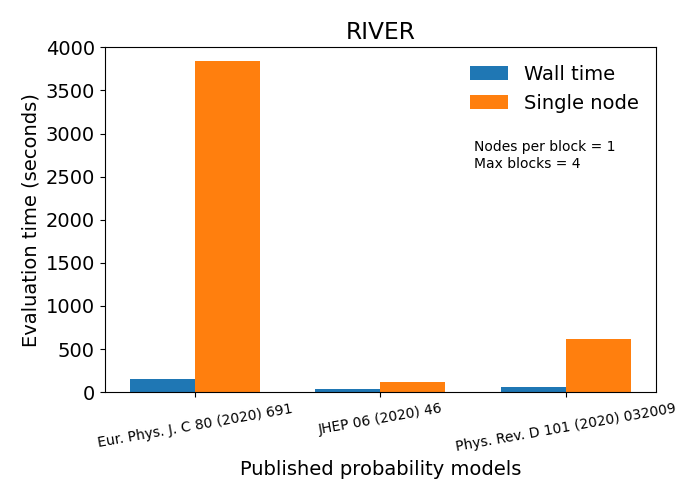 RIVER
4000
3500
3000
2500
2000
1500
1000
500
0
Evaluation time (seconds)
Wall time
Single node
Nodes per block = 1
Max blocks = 4
Eur. Phys. J. C 80 (2020) 691
JHEP 06 (2020) 46
Phys. Rev. D 101 (2020) 032009
Published probability models